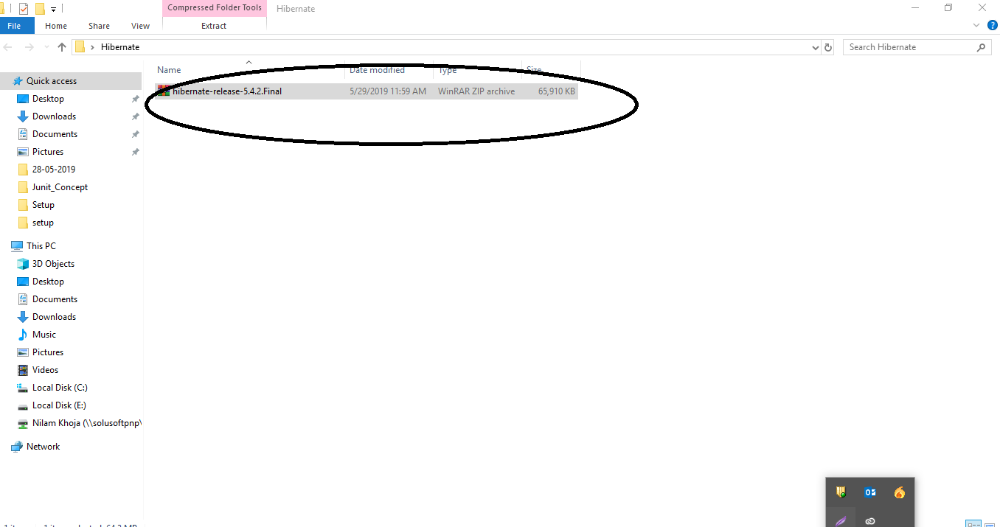 Compressed Folder Tools Hibernate
File Home Share View Extract
Hibernate Search Hibernate
Name Date modified Type Size
hibernate-release-5.4.2.Final 5/29/2019 11:59 AM WinRAR ZIP archive 65,910 KB
Quick access
Desktop
Downloads
Documents
Pictures
28-05-2019
Junit_Concept
Setup
setup
This PC
3D Objects
Desktop
Documents
Downloads
Music
Pictures
Videos
Local Disk (C:)
Local Disk (E:)
Nilam Khoja (\\solusoftpnp\
Network